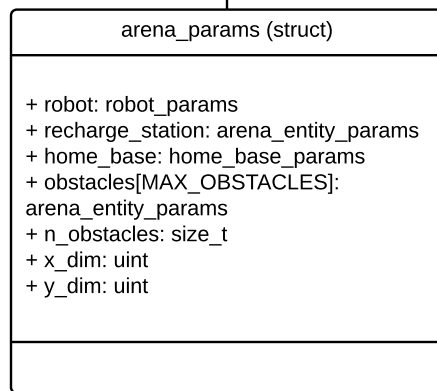 arena_params (struct)
+ robot: robot_params
+ recharge_station: arena_entity_params
+ home_base: home_base_params
+ obstacles[MAX_OBSTACLES]:
arena_entity_params
+ n_obstacles: size_t
+ x_dim: uint
+ y_dim: uint